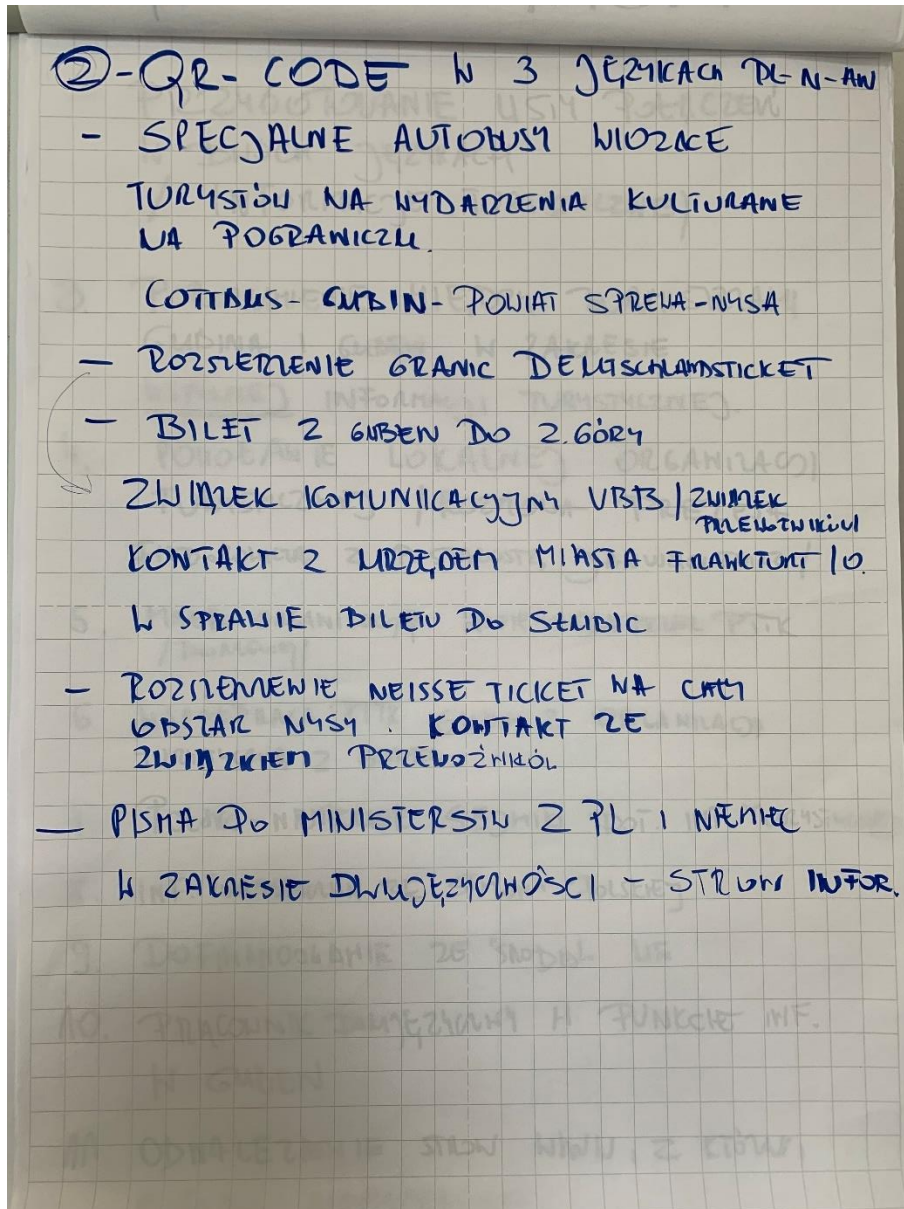 ② - QR - CODE W 3 JĘZYKACH PL-N-AN
- SPECJALNE AUTOBUSY WIOZĄCE
TURYSTÓW NA WYDARZENIA KULTURANE
NA POGRANICZU.
COTTBUS - GUBIN - POWIAT SPREWA-NYSA
- ROZSZERZENIE GRANIC DEUTSCHLANDSTICKET
- BILET Z GUBEN DO Z. GÓRY
ZWIĄZEK KOMUNIKACYJNY VBB / ZWIĄZEK
PRZEWOŹNIKÓW
KONTAKT Z URZĘDEM MIASTA FRANKFURT / O.
W SPRAWIE BILETU DO SŁUBIC
- ROZSZERZENIE NEISSE TICKET NA CAŁY
OBSZAR NYSY. KONTAKT ZE
ZWIĄZKIEM PRZEWOŹNIKÓW
- PISMA DO MINISTERSTW Z PL I NIEMIEC
W ZAKRESIE DWUJĘZYCZNOŚCI - STRON INFOR.